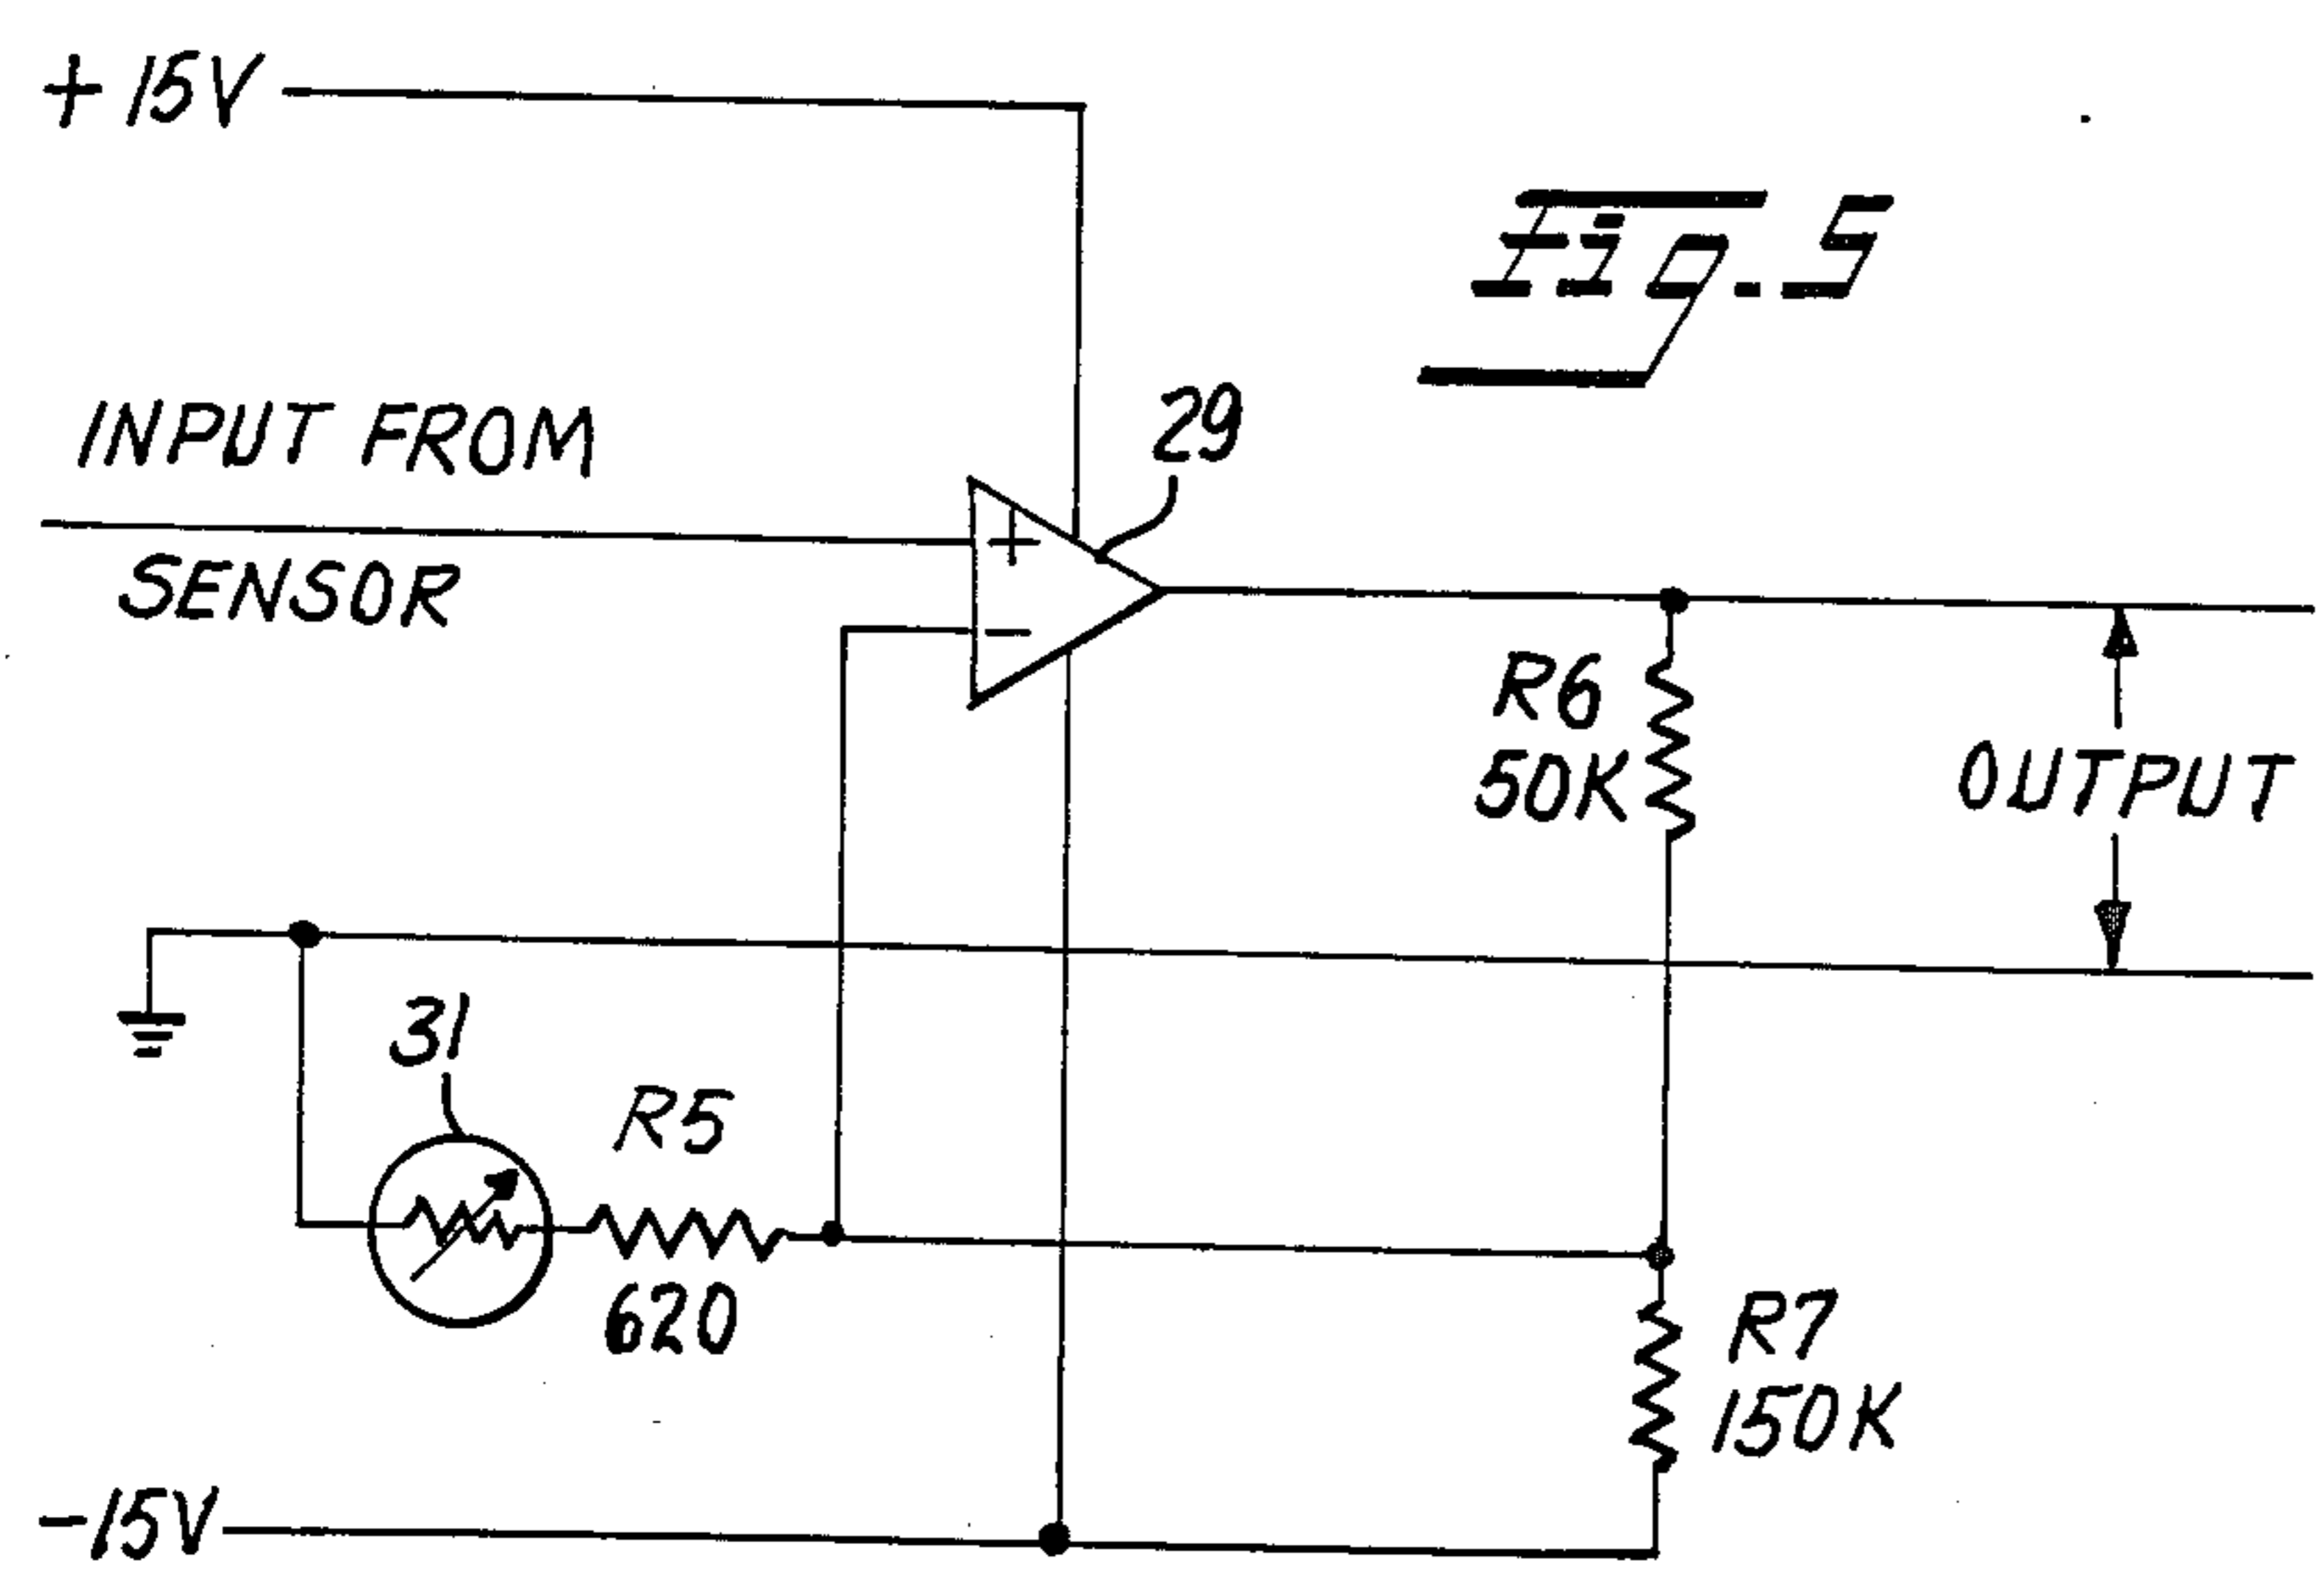 +15V
Fig. 5
INPUT FROM
SENSOR
29
+
−
R6
50K
OUTPUT
31
R5
620
R7
150K
-15V